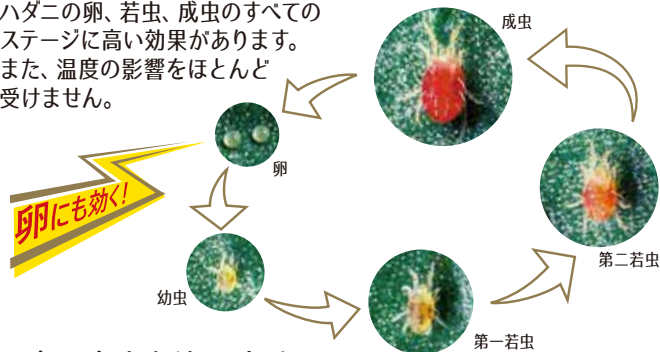 ハダニの卵、若虫、成虫のすべての
ステージに高い効果があります。
また、温度の影響をほとんど
受けません。
成虫
卵
卵にも効く!
第二若虫
幼虫
第一若虫